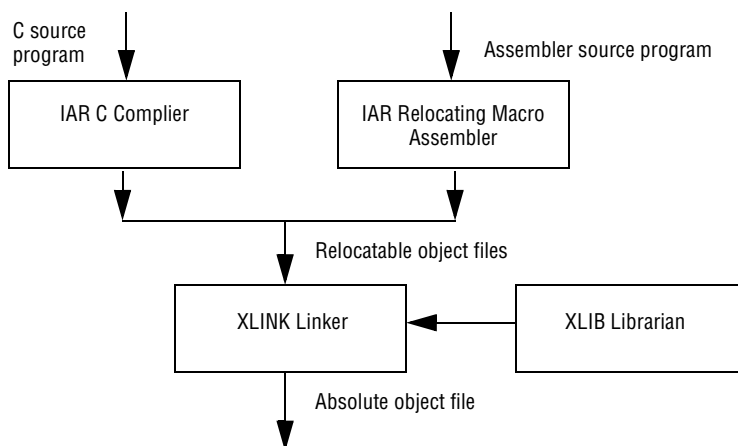 C source
program
Assembler source program
IAR C Complier
IAR Relocating Macro
Assembler
Relocatable object files
XLINK Linker
XLIB Librarian
Absolute object file